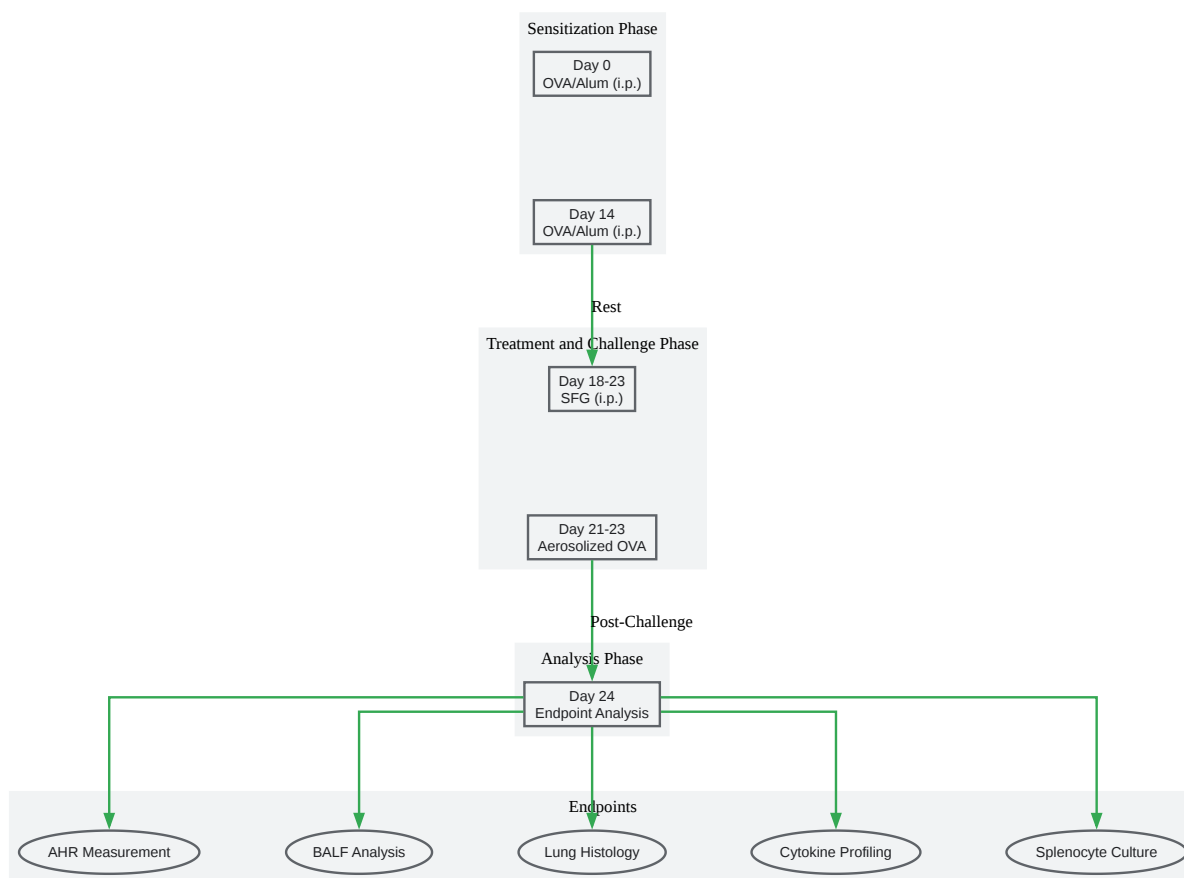 Sensitization Phase
Day 0
OVA/Alum (i.p.)
Day 14
OVA/Alum (i.p.)
Rest
Treatment and Challenge Phase
Day 18-23
SFG (i.p.)
Day 21-23
Aerosolized OVA
Post-Challenge
Analysis Phase
Day 24
Endpoint Analysis
Endpoints
AHR Measurement
BALF Analysis
Lung Histology
Cytokine Profiling
Splenocyte Culture